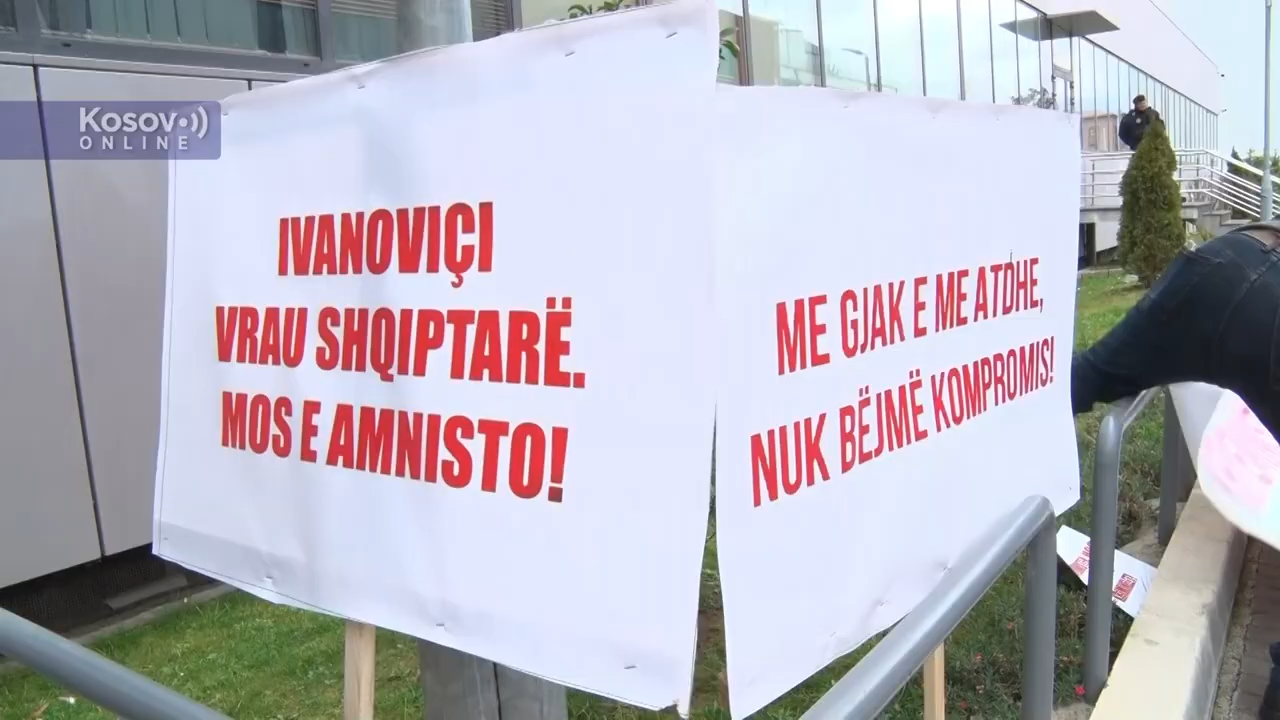 Kosovo
ONLINE
IVANOVIÇI
VRAU SHQIPTARË.
MOS E AMNISTO!
ME GJAK E ME ATDHE,
NUK BËJMË KOMPROMIS!